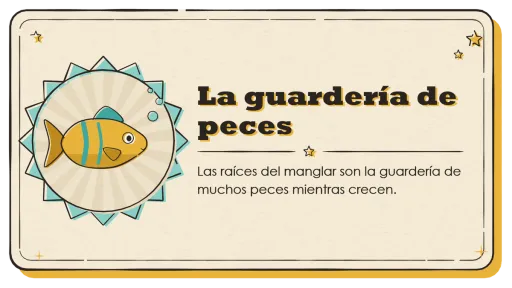 La guardería de
peces
Las raíces del manglar son la guardería de
muchos peces mientras crecen.